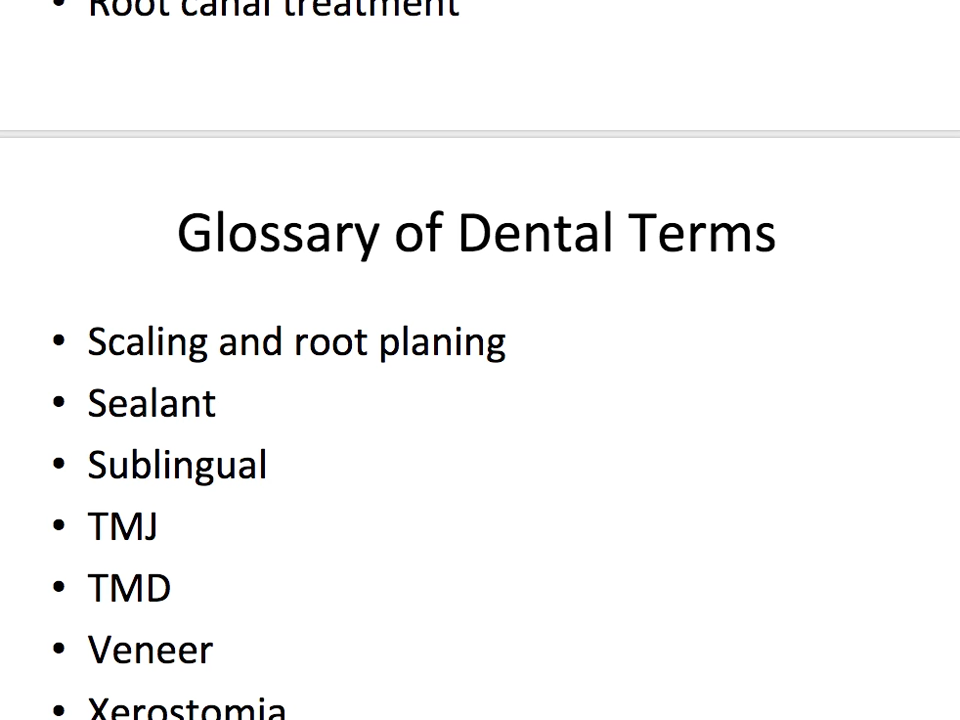 • Root canal treatment
Glossary of Dental Terms
• Scaling and root planing
• Sealant
• Sublingual
• TMJ
• TMD
• Veneer
• Xerostomia